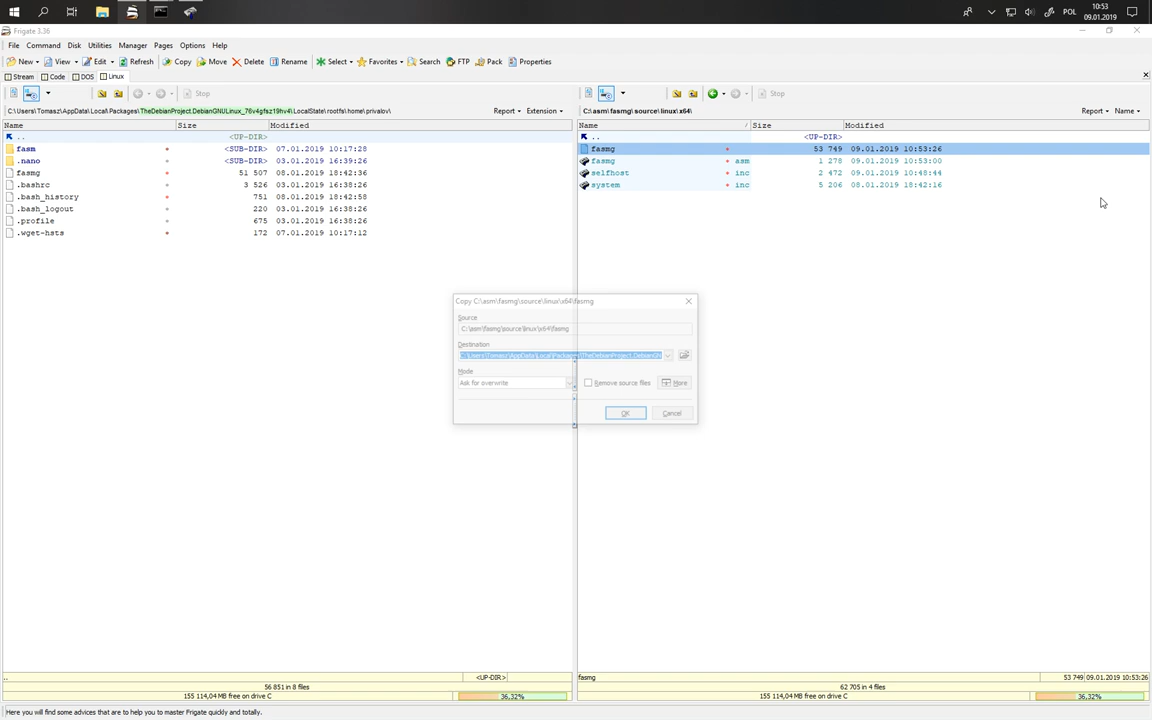 POL 10:53
09.01.2019
Frigate 3.36
File Command Disk Utilities Manager Pages Options Help
New View Edit Refresh Copy Move Delete Rename Select Favorites Search FTP Pack Properties
Stream Code DOS Linux
Stop Stop
C:\Users\Tomasz\AppData\Local\Packages\TheDebianProject.DebianGNULinux_76v4gfsz19hv4\LocalState\rootfs\home\privalov\ Report Extension
C:\asm\fasmg\source\linux\x64\ Report Name
Name Size Modified
.. <UP-DIR>
fasm <SUB-DIR> 07.01.2019 10:17:28
.nano <SUB-DIR> 03.01.2019 16:39:26
fasmg 51 507 08.01.2019 18:42:36
.bashrc 3 526 03.01.2019 16:38:26
.bash_history 751 08.01.2019 18:42:58
.bash_logout 220 03.01.2019 16:38:26
.profile 675 03.01.2019 16:38:26
.wget-hsts 172 07.01.2019 10:17:12
Name / Size Modified
.. <UP-DIR>
fasmg 53 749 09.01.2019 10:53:26
fasmg asm 1 278 09.01.2019 10:53:00
selfhost inc 2 472 09.01.2019 10:48:44
system inc 5 206 08.01.2019 18:42:16
Copy C:\asm\fasmg\source\linux\x64\fasmg
Source
C:\asm\fasmg\source\linux\x64\fasmg
Destination
C:\Users\Tomasz\AppData\Local\Packages\TheDebianProject.DebianGN
Mode
Ask for overwrite Remove source files More
OK Cancel
.. <UP-DIR>
56 851 in 8 files
155 114,04 MB free on drive C 36,32%
fasmg 53 749 09.01.2019 10:53:26
62 705 in 4 files
155 114,04 MB free on drive C 36,32%
Here you will find some advices that are to help you to master Frigate quickly and totally.